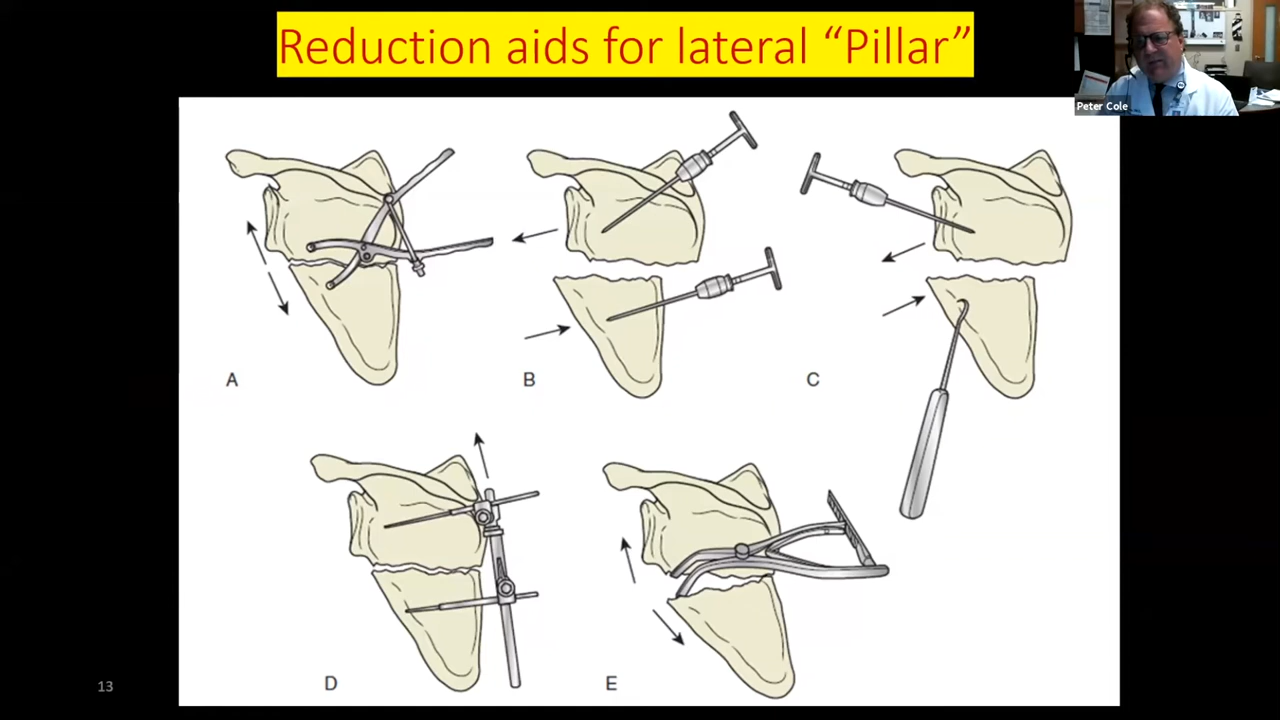 Reduction aids for lateral “Pillar”
Peter Cole
A
B
C
D
E
13